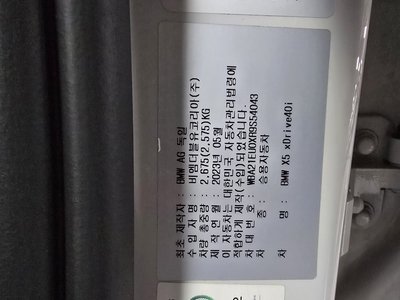 최초 제작자 : BMW AG 독일
수 입 사 명 : 비엠더블유코리아(주)
차량 총중량 : 2,675(2,575)KG
제 작 연 월 : 2023년 05월
이 자동차는 대한민국 자동차관리법령에
적합하게 제작(수입)되었습니다.
차 대 번 호 : WBA21EU0XR9S54043
차 종 : 승용자동차
차 명 : BMW X5 xDrive40i